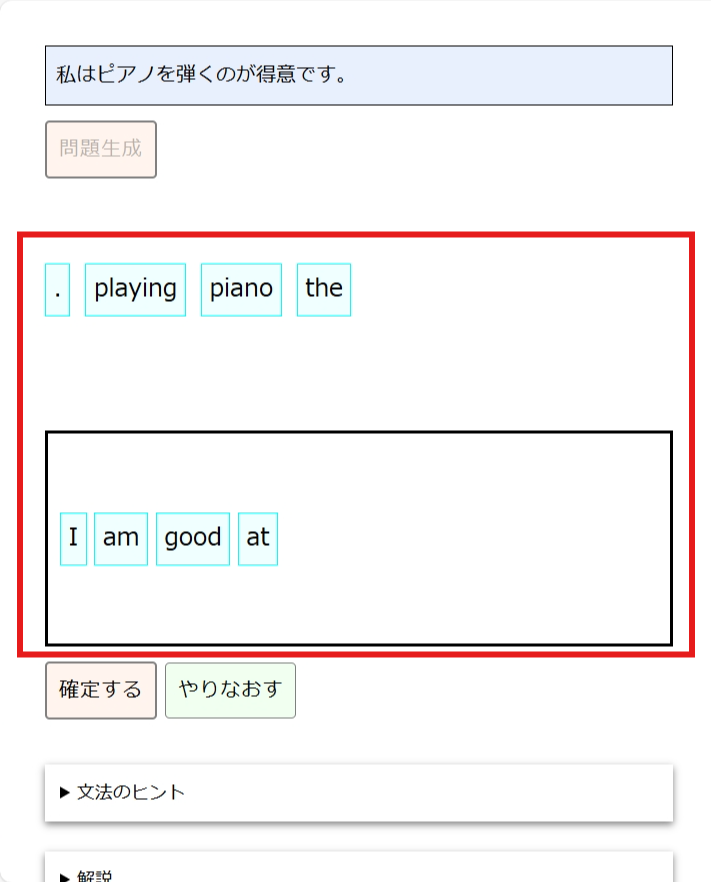 私はピアノを弾くのが得意です。
問題生成
. playing piano the
I am good at
確定する やりなおす
▶ 文法のヒント
▶ 解説